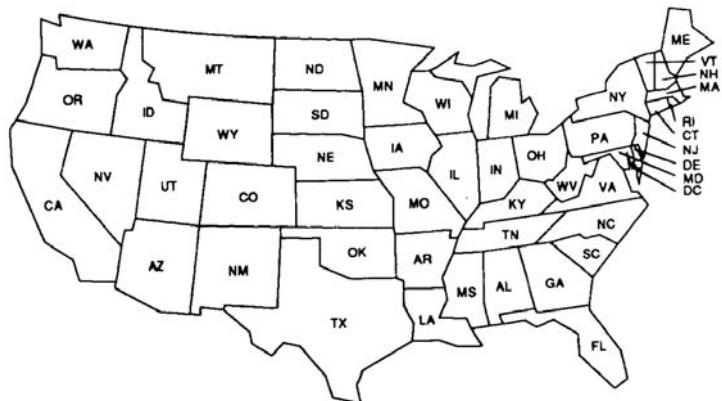 WA
MT
ND
MN
ME
VT
NH
MA
OR
ID
WY
SD
WI
MI
NY
RI
CT
NJ
DE
MD
DC
NV
UT
CO
NE
IA
IL
IN
OH
PA
CA
KS
MO
KY
WV
VA
AZ
NM
OK
AR
TN
NC
SC
TX
LA
MS
AL
GA
FL